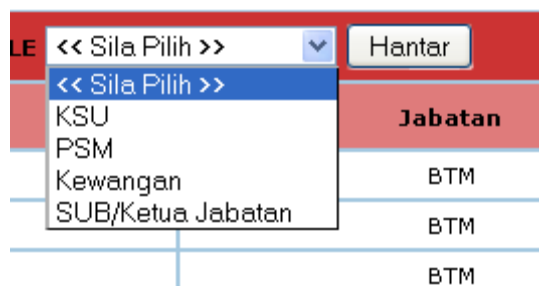 LE << Sila Pilih >> Hantar
<< Sila Pilih >>
KSU
Jabatan
PSM
Kewangan
BTM
SUB/Ketua Jabatan
BTM
BTM